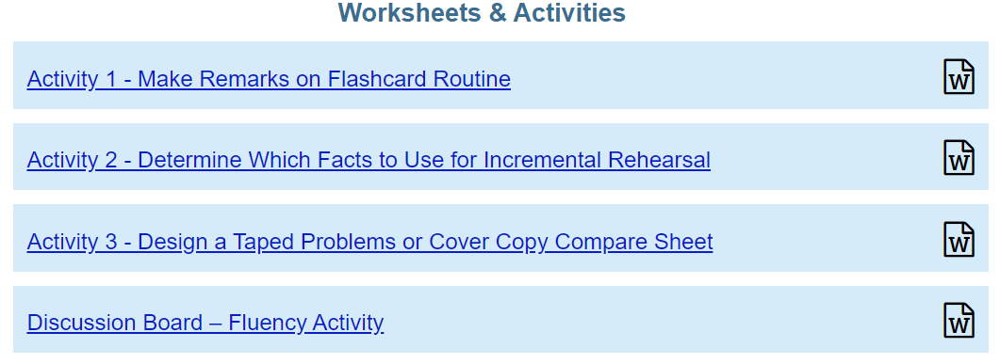 Worksheets & Activities
Activity 1 - Make Remarks on Flashcard Routine
W
Activity 2 - Determine Which Facts to Use for Incremental Rehearsal
W
Activity 3 - Design a Taped Problems or Cover Copy Compare Sheet
W
Discussion Board – Fluency Activity
W